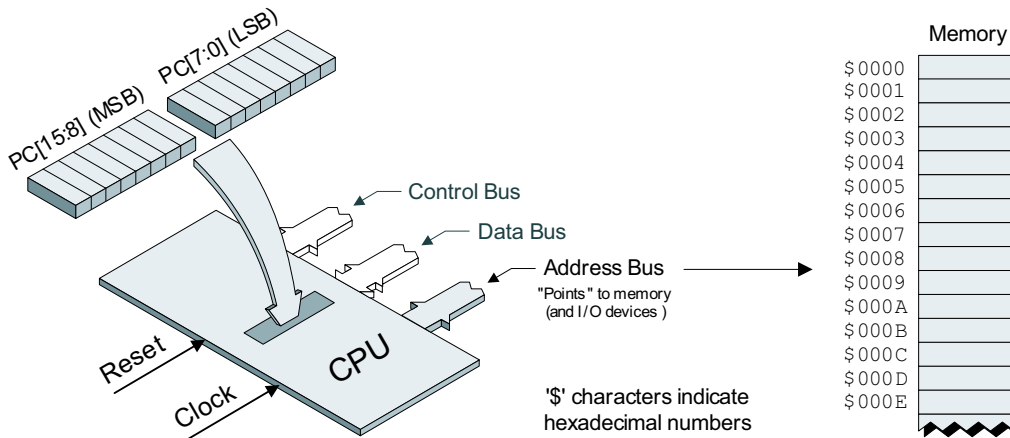 PC[15:8] (MSB)
PC[7:0] (LSB)
Control Bus
Data Bus
Address Bus
"Points" to memory
(and I/O devices )
Reset
Clock
CPU
'$' characters indicate
hexadecimal numbers
Memory
$0000
$0001
$0002
$0003
$0004
$0005
$0006
$0007
$0008
$0009
$000A
$000B
$000C
$000D
$000E